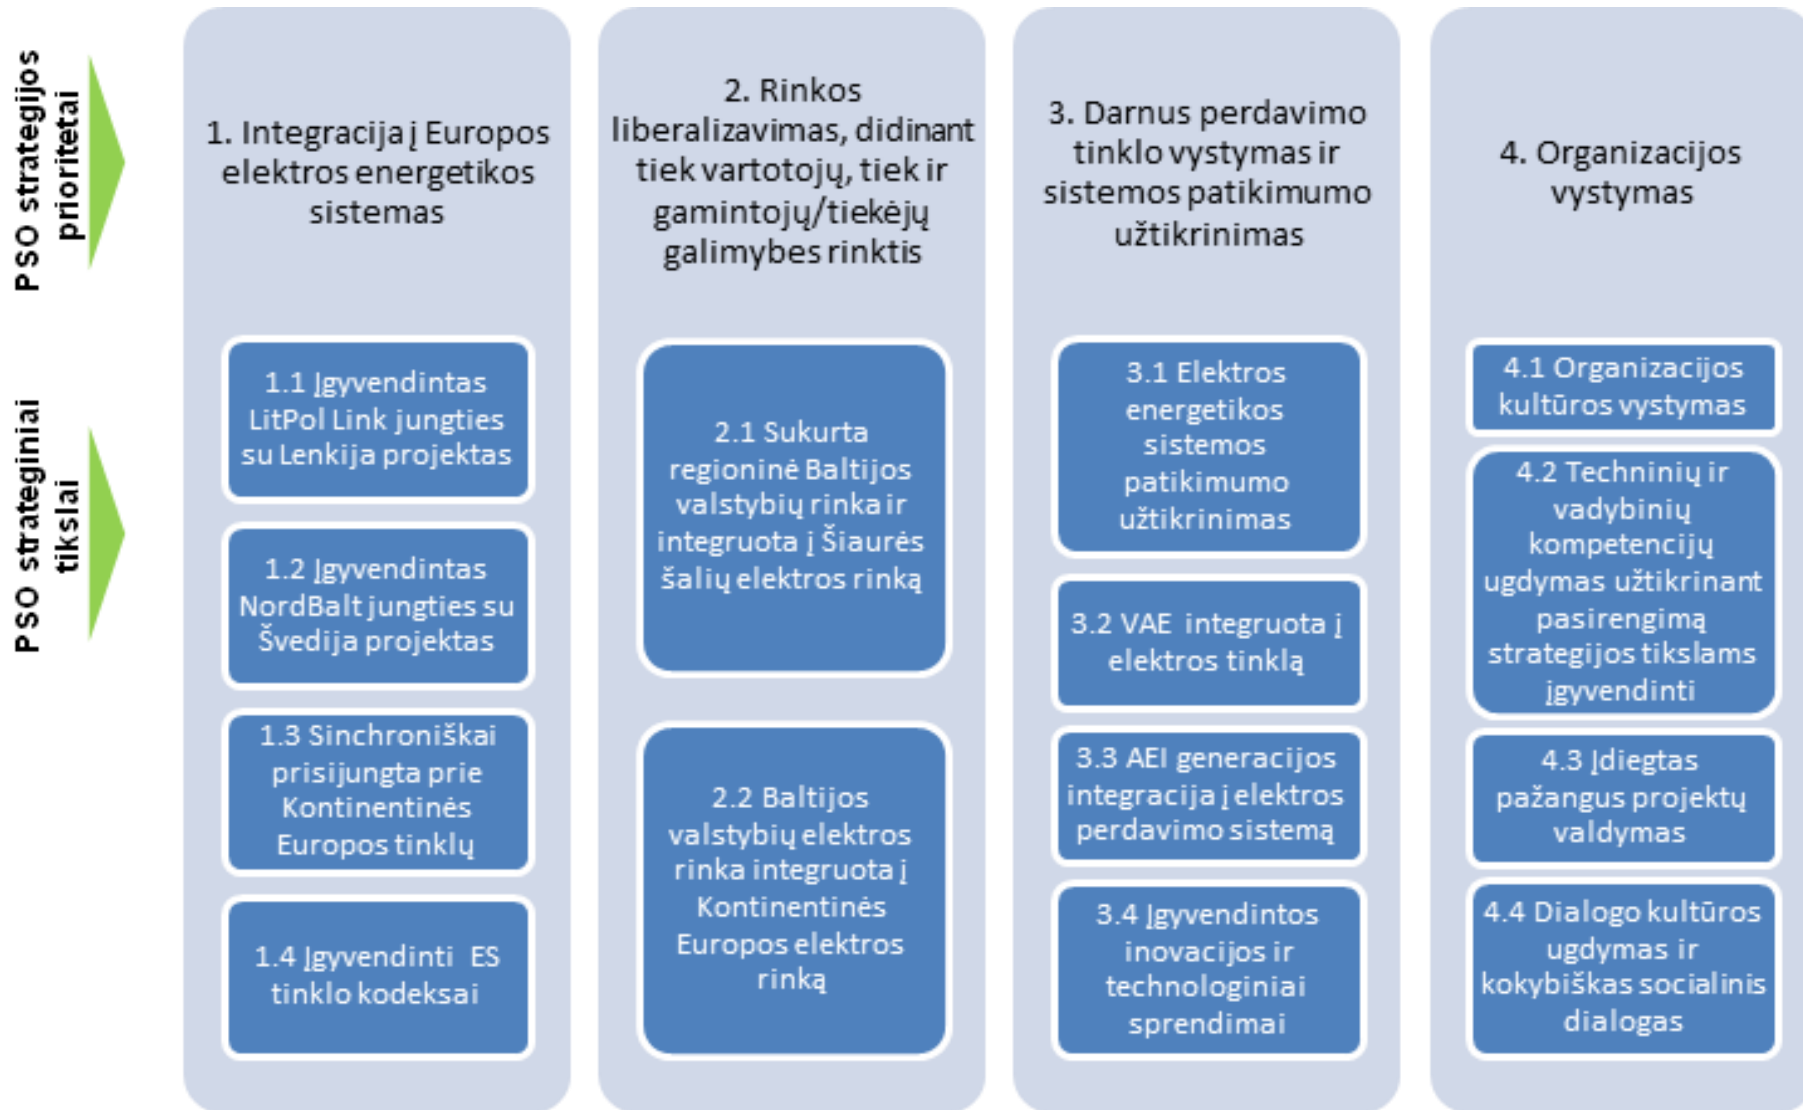 PSO strategijos
prioritetai
1. Integracija į Europos
elektros energetikos
sistemas
2. Rinkos
liberalizavimas, didinant
tiek vartotojų, tiek ir
gamintojų/tiekėjų
galimybes rinktis
3. Darnus perdavimo
tinklo vystymas ir
sistemos patikimumo
užtikrinimas
4. Organizacijos
vystymas
PSO strateginiai
tikslai
1.1 Įgyvendintas
LitPol Link jungties
su Lenkija projektas
1.2 Įgyvendintas
NordBalt jungties su
Švedija projektas
1.3 Sinchroniškai
prisijungta prie
Kontinentinės
Europos tinklų
1.4 Įgyvendinti ES
tinklo kodeksai
2.1 Sukurta
regioninė Baltijos
valstybių rinka ir
integruota į Šiaurės
šalių elektros rinką
2.2 Baltijos
valstybių elektros
rinka integruota į
Kontinentinės
Europos elektros
rinką
3.1 Elektros
energetikos
sistemos
patikimumo
užtikrinimas
3.2 VAE integruota į
elektros tinklą
3.3 AEI generacijos
integracija į elektros
perdavimo sistemą
3.4 Įgyvendintos
inovacijos ir
technologiniai
sprendimai
4.1 Organizacijos
kultūros vystymas
4.2 Techninių ir
vadybinių
kompetencijų
ugdymas užtikrinant
pasirengimą
strategijos tikslams
įgyvendinti
4.3 Įdiegtas
pažangus projektų
valdymas
4.4 Dialogo kultūros
ugdymas ir
kokybiškas socialinis
dialogas